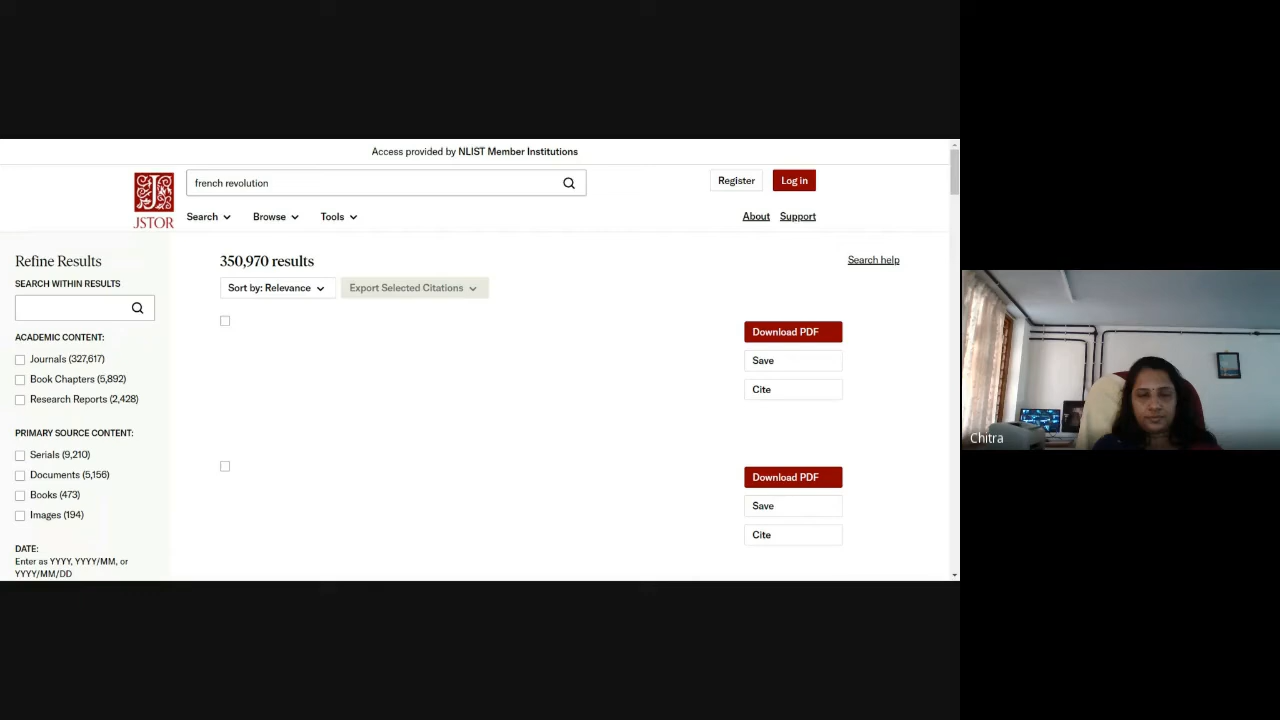 Access provided by NLIST Member Institutions
JSTOR
french revolution
Register
Log in
Search
Browse
Tools
About
Support
Refine Results
SEARCH WITHIN RESULTS
ACADEMIC CONTENT:
Journals (327,617)
Book Chapters (5,892)
Research Reports (2,428)
PRIMARY SOURCE CONTENT:
Serials (9,210)
Documents (5,156)
Books (473)
Images (194)
DATE:
Enter as YYYY, YYYY/MM, or
YYYY/MM/DD
350,970 results
Search help
Sort by: Relevance
Export Selected Citations
Download PDF
Save
Cite
Download PDF
Save
Cite
Chitra